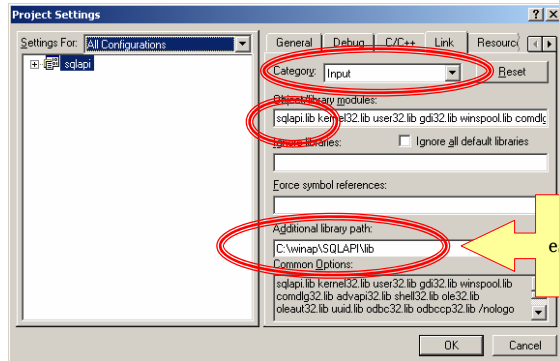 Project Settings
Settings For: All Configurations
sqlapi
General Debug C/C++ Link
Category: Input Reset
Object/library modules:
sqlapi.lib kernel32.lib user32.lib gdi32.lib winspool.lib comdlg
Ignore libraries: Ignore all default libraries
Force symbol references:
Additional library path:
C:\winap\SQLAPI\lib
Common Options:
sqlapi.lib kernel32.lib user32.lib gdi32.lib winspool.lib
comdlg32.lib advapi32.lib shell32.lib ole32.lib
oleaut32.lib uuid.lib odbc32.lib odbccp32.lib /nologo
OK Cancel